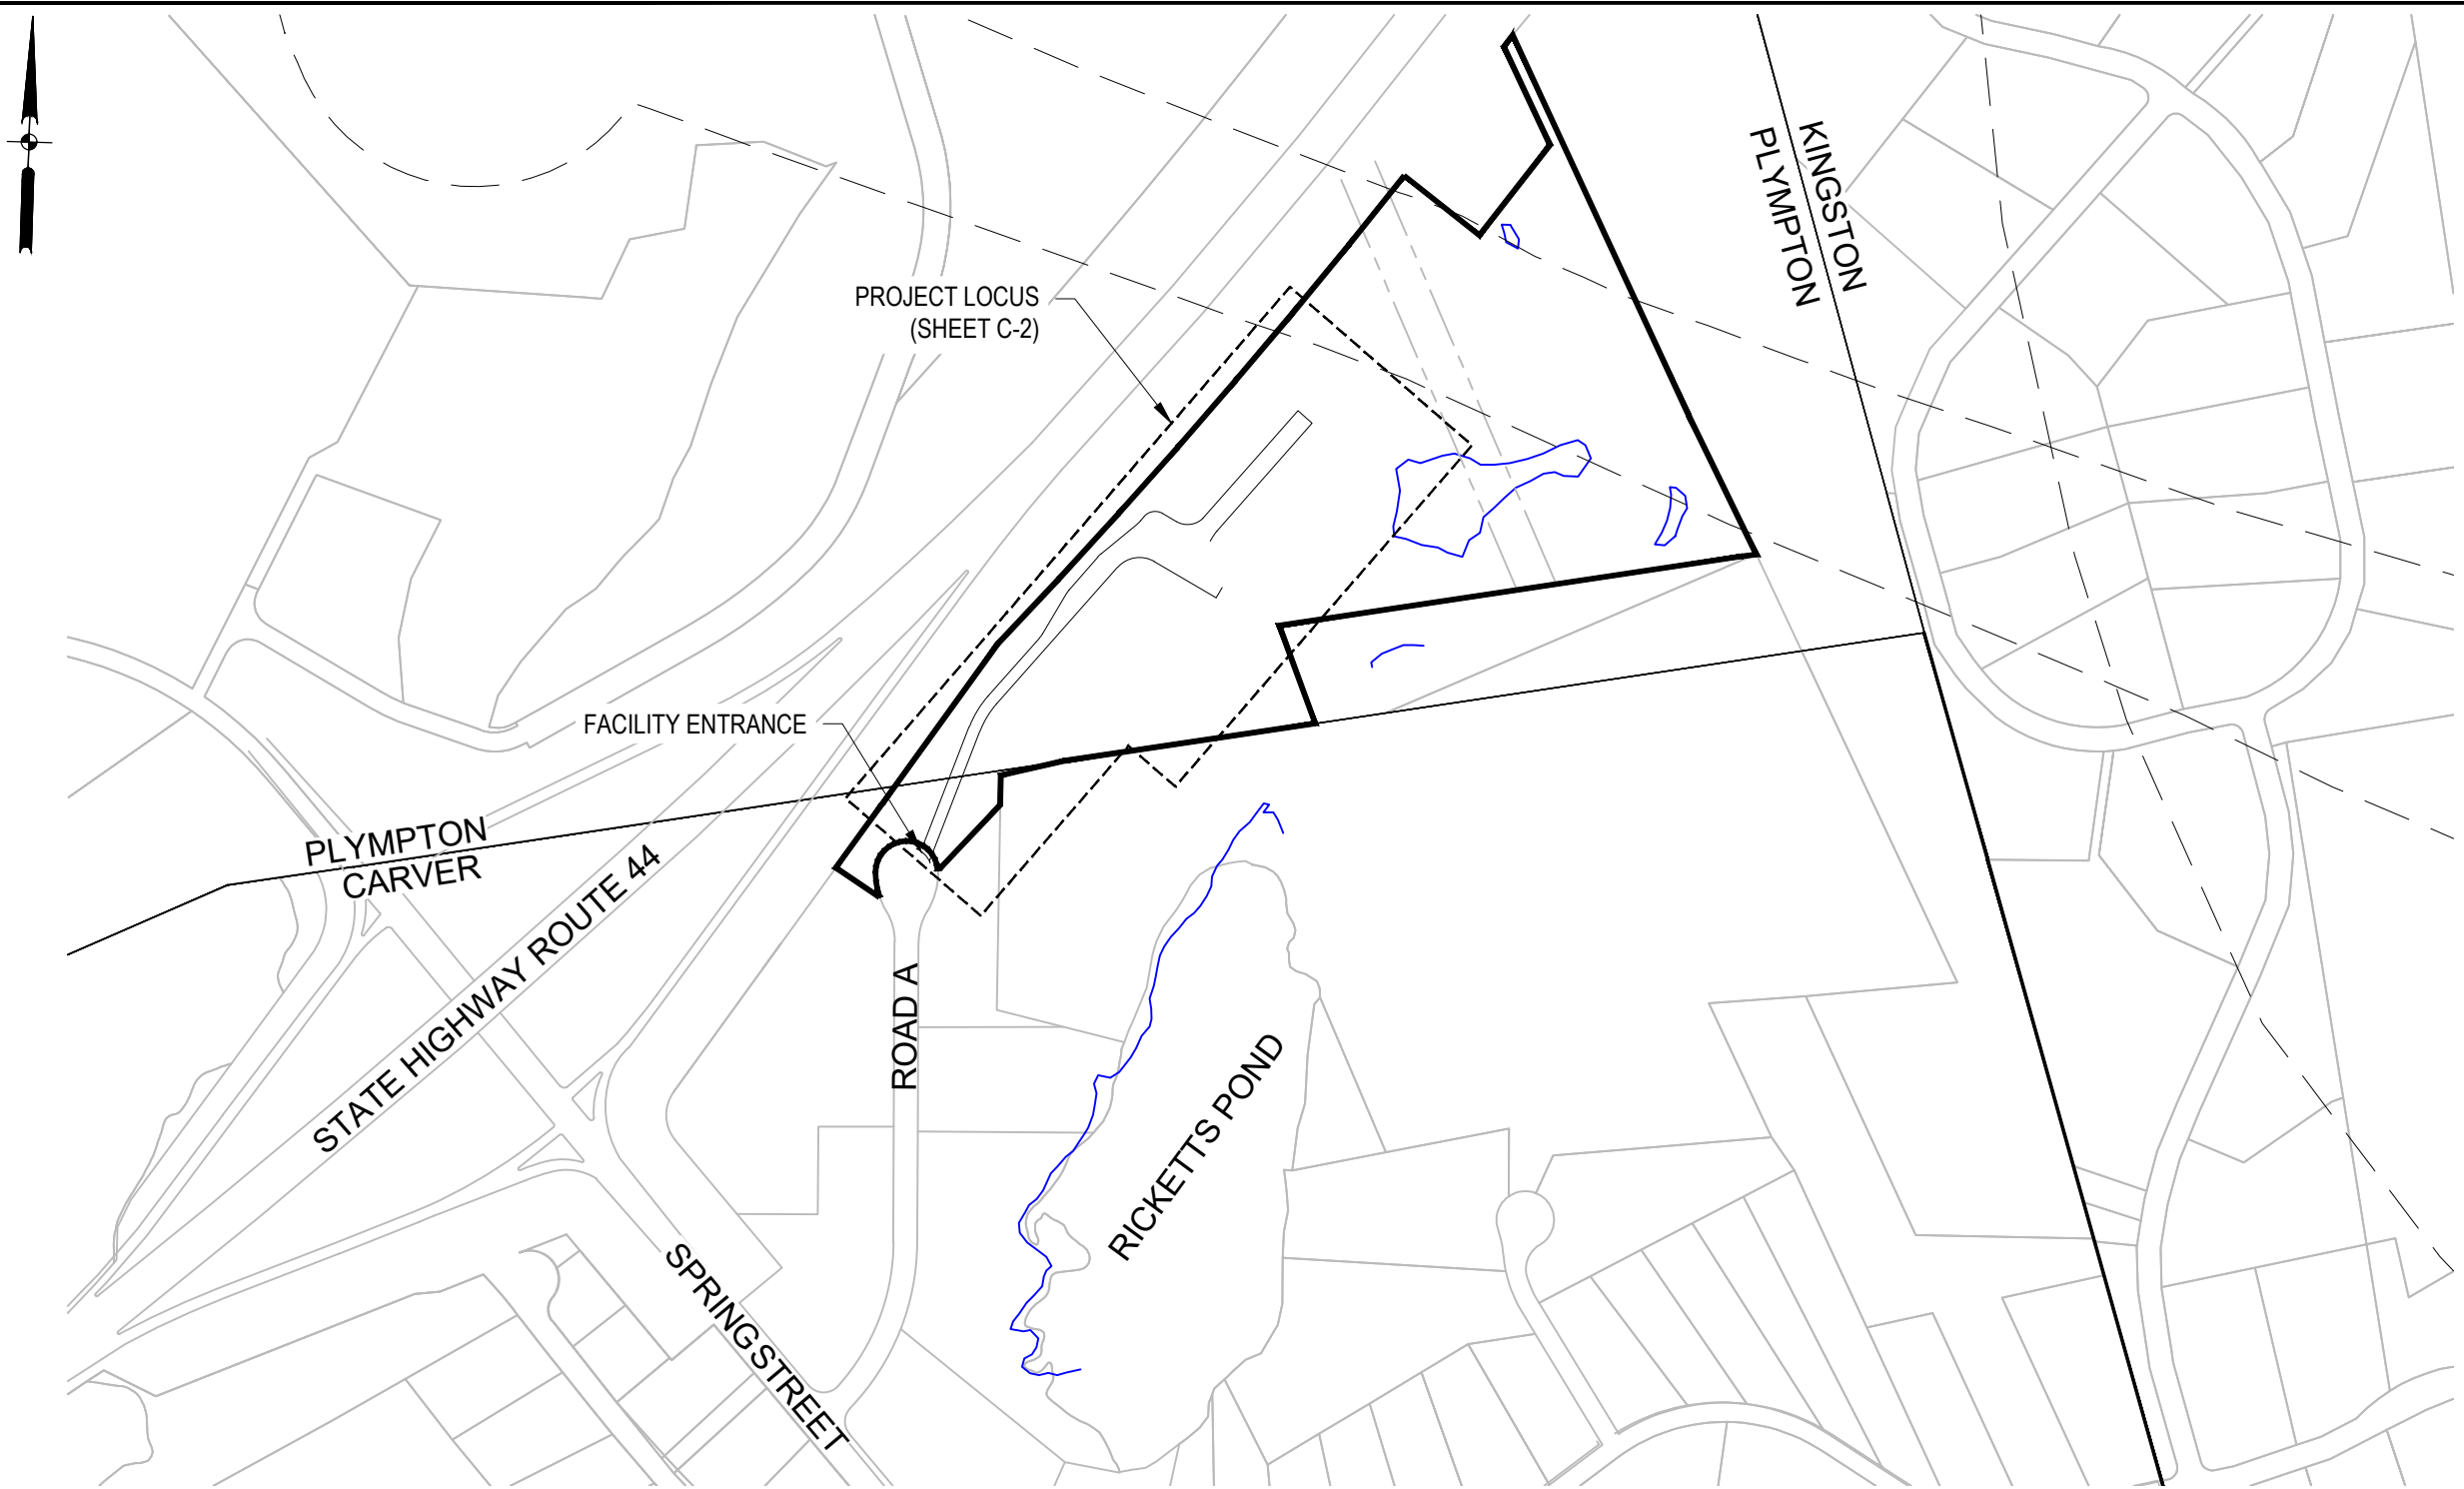 KINGSTON
PLYMPTON
PROJECT LOCUS
(SHEET C-2)
FACILITY ENTRANCE
PLYMPTON
CARVER
STATE HIGHWAY ROUTE 44
ROAD A
RICKETTS POND
SPRING STREET